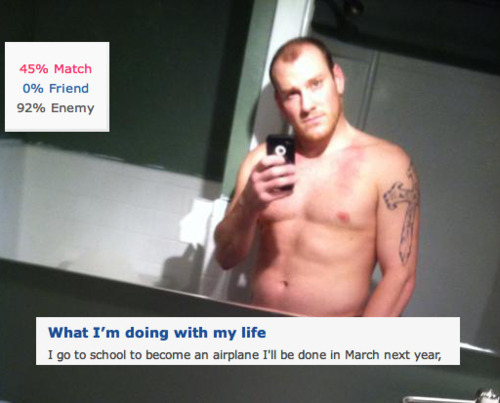 45% Match
0% Friend
92% Enemy
What I'm doing with my life
I go to school to become an airplane I'll be done in March next year,